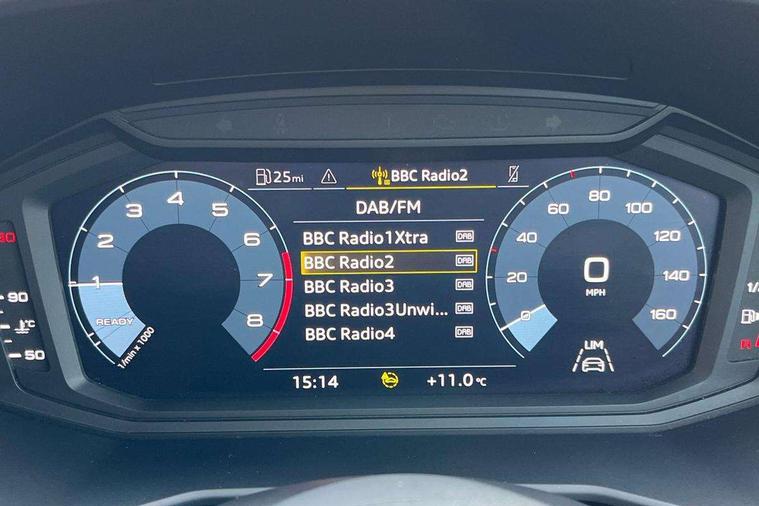 25mi
BBC Radio2
DAB/FM
BBC Radio1Xtra DAB
BBC Radio2 DAB
BBC Radio3 DAB
BBC Radio3Unwi... DAB
BBC Radio4 DAB
15:14
+11.0 °C
1
2
3
4
5
6
7
8
READY
1/min x 1000
0
20
40
60
80
100
120
140
160
0
MPH
LIM
90
°C
50